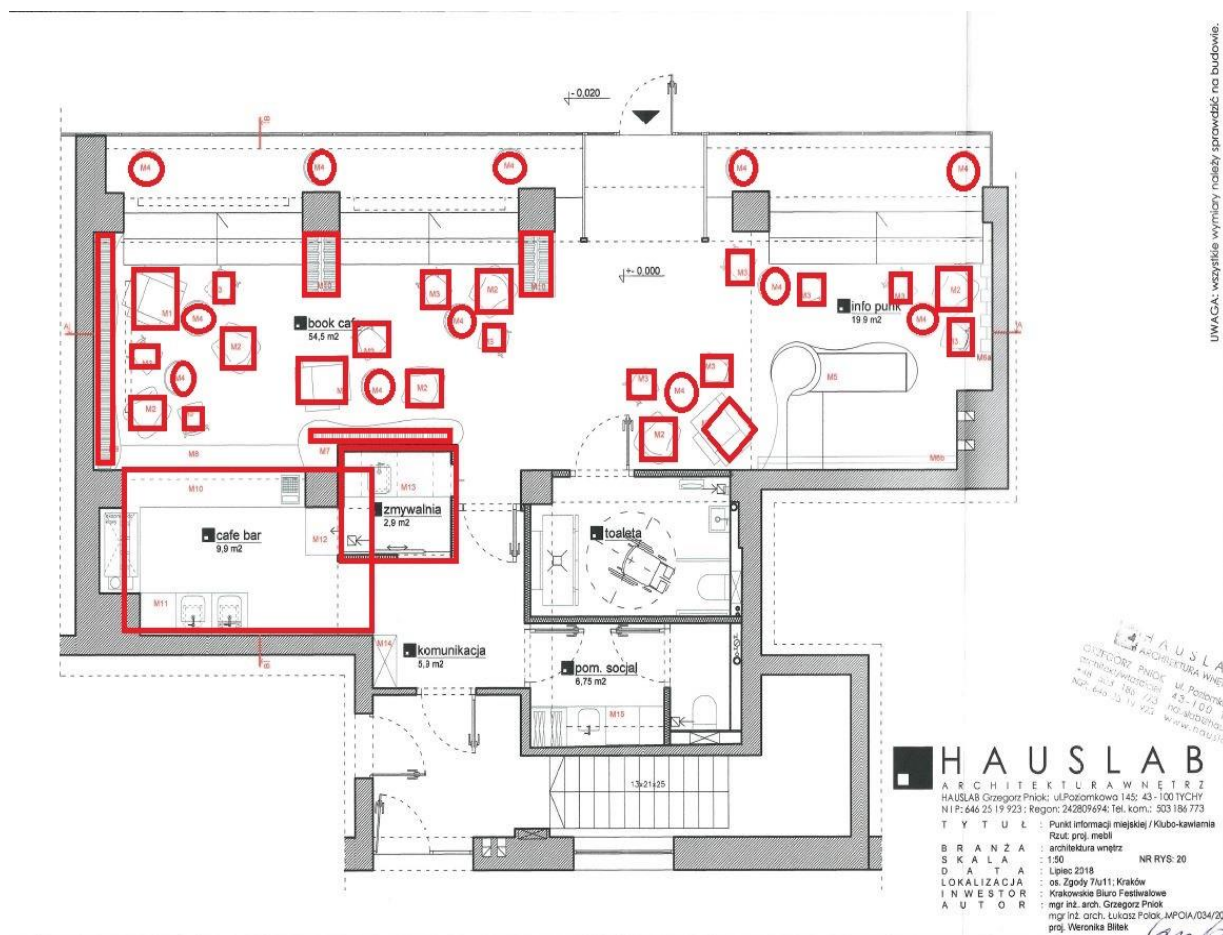 UWAGA: wszystkie wymiary należy sprawdzić na budowie.
- 0,020
B
M4
M4
M4
M4
M4
+- 0.000
A
M10
M10
M1
M4
M3
M2
M4
M3
M4
M3
M3
M2
M4
book cafe
54,5 m2
info punk
19 9 m2
M2
M4
M2
M4
M2
M3
M4
M3
M2
M5
M6a
M6b
M8
M7
M10
M13
zmywalnia
2,9 m2
cafe bar
9,9 m2
M12
M11
toaleta
M14
komunikacja
5,9 m2
pom. socjal
6,75 m2
M15
13x21x25
HAUSLAB
ARCHITEKTURA WNĘTRZ
HAUSLAB Grzegorz Pniok; ul.Poziomkowa 145; 43 - 100 TYCHY
NIP: 646 25 19 923; Regon: 242809694; Tel. kom.: 503 186 773
TYTUŁ : Punkt informacji miejskiej / Klubo-kawiarnia
Rzut: proj. mebli
BRANŻA : architektura wnętrz
SKALA : 1:50 NR RYS: 20
DATA : Lipiec 2018
LOKALIZACJA : os. Zgody 7/u11; Kraków
INWESTOR : Krakowskie Biuro Festiwalowe
AUTOR : mgr inż. arch. Grzegorz Pniok
mgr inż. arch. Łukasz Polak, MPOIA/034/20
proj. Weronika Blitek